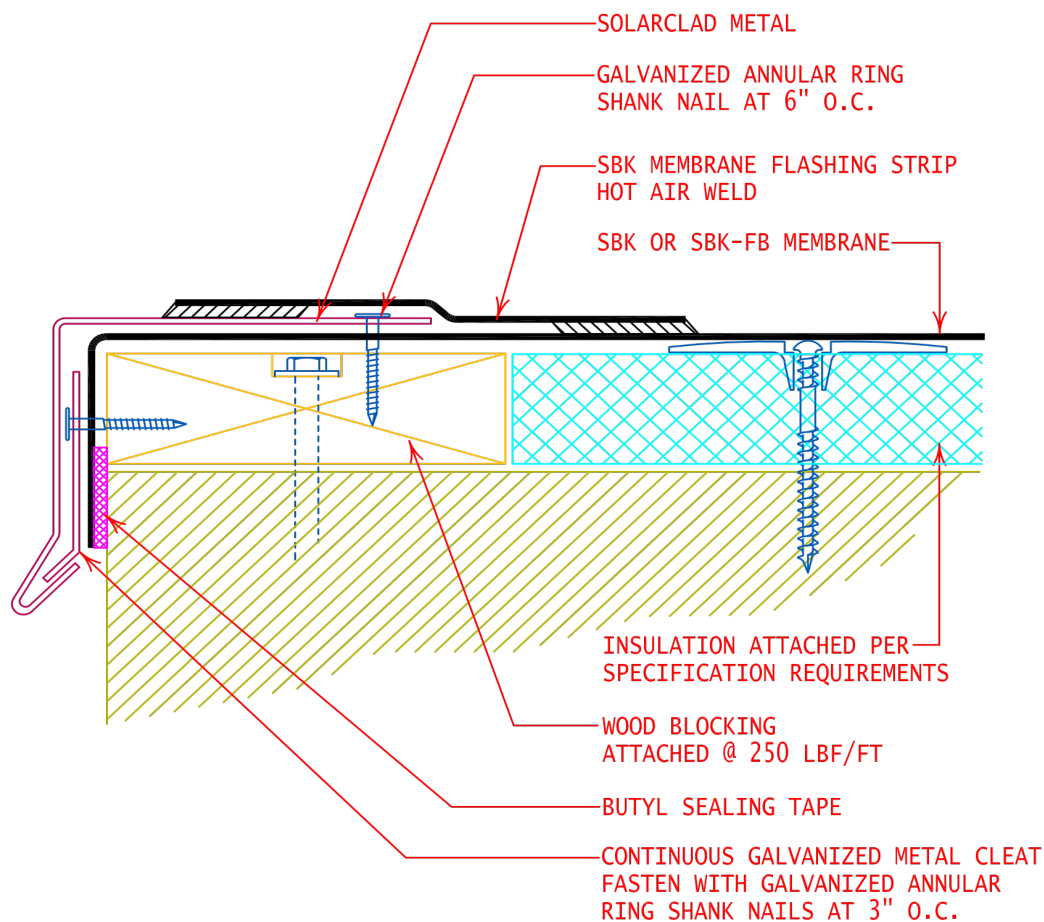 SOLARCLAD METAL
GALVANIZED ANNULAR RING
SHANK NAIL AT 6" O.C.
SBK MEMBRANE FLASHING STRIP
HOT AIR WELD
SBK OR SBK-FB MEMBRANE
INSULATION ATTACHED PER
SPECIFICATION REQUIREMENTS
WOOD BLOCKING
ATTACHED @ 250 LBF/FT
BUTYL SEALING TAPE
CONTINUOUS GALVANIZED METAL CLEAT
FASTEN WITH GALVANIZED ANNULAR
RING SHANK NAILS AT 3" O.C.